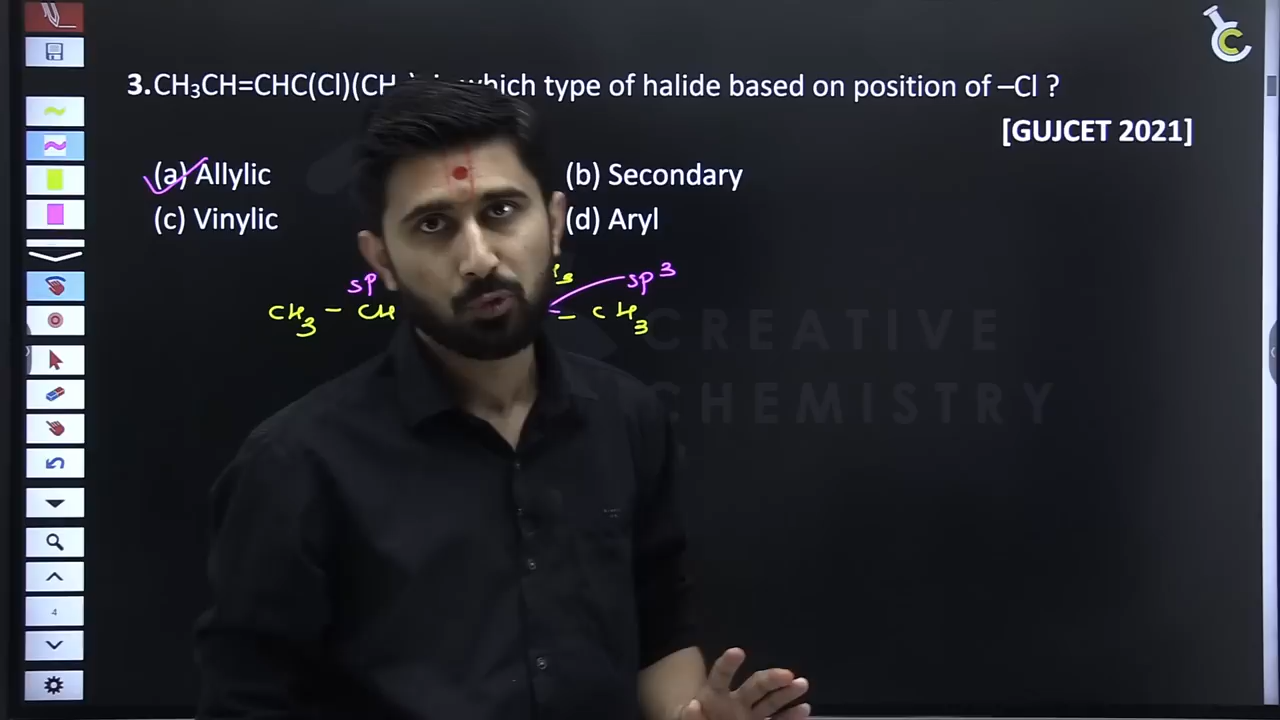 3.CH₃CH=CHC(Cl)(CH which type of halide based on position of –Cl ?
[GUJCET 2021]
(a) Allylic (b) Secondary
(c) Vinylic (d) Aryl
sp sp³
CH₃ – CH – CH₃
CREATIVE
CHEMISTRY
4